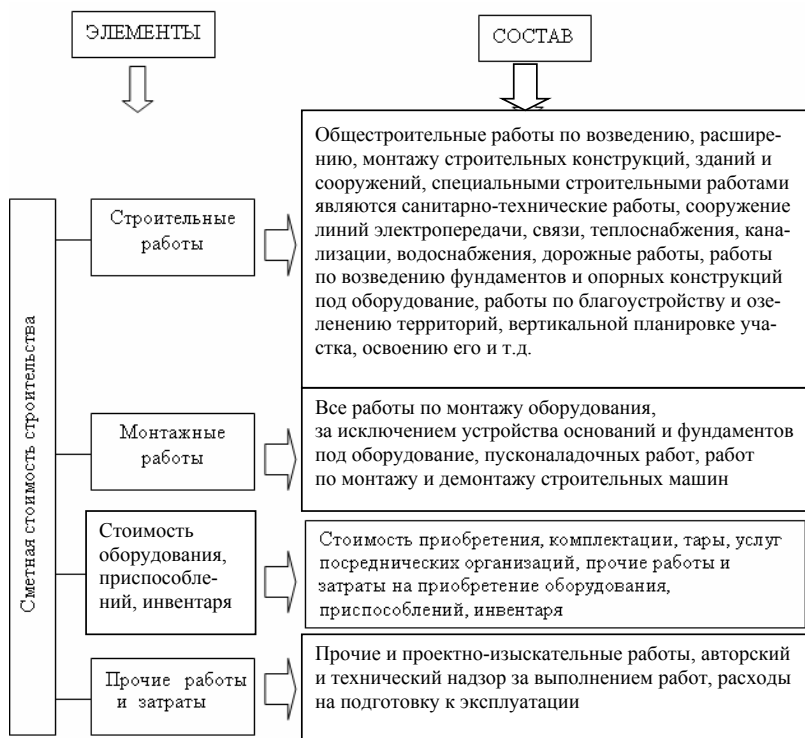 ЭЛЕМЕНТЫ
СОСТАВ
Сметная стоимость строительства
Строительные
работы
Общестроительные работы по возведению, расшире-
нию, монтажу строительных конструкций, зданий и
сооружений, специальными строительными работами
являются санитарно-технические работы, сооружение
линий электропередачи, связи, теплоснабжения, кана-
лизации, водоснабжения, дорожные работы, работы
по возведению фундаментов и опорных конструкций
под оборудование, работы по благоустройству и озе-
ленению территорий, вертикальной планировке уча-
стка, освоению его и т.д.
Монтажные
работы
Все работы по монтажу оборудования,
за исключением устройства оснований и фундаментов
под оборудование, пусконаладочных работ, работ
по монтажу и демонтажу строительных машин
Стоимость
оборудования,
приспособле-
ний, инвентаря
Стоимость приобретения, комплектации, тары, услуг
посреднических организаций, прочие работы и
затраты на приобретение оборудования,
приспособлений, инвентаря
Прочие работы
и затраты
Прочие и проектно-изыскательные работы, авторский
и технический надзор за выполнением работ, расходы
на подготовку к эксплуатации